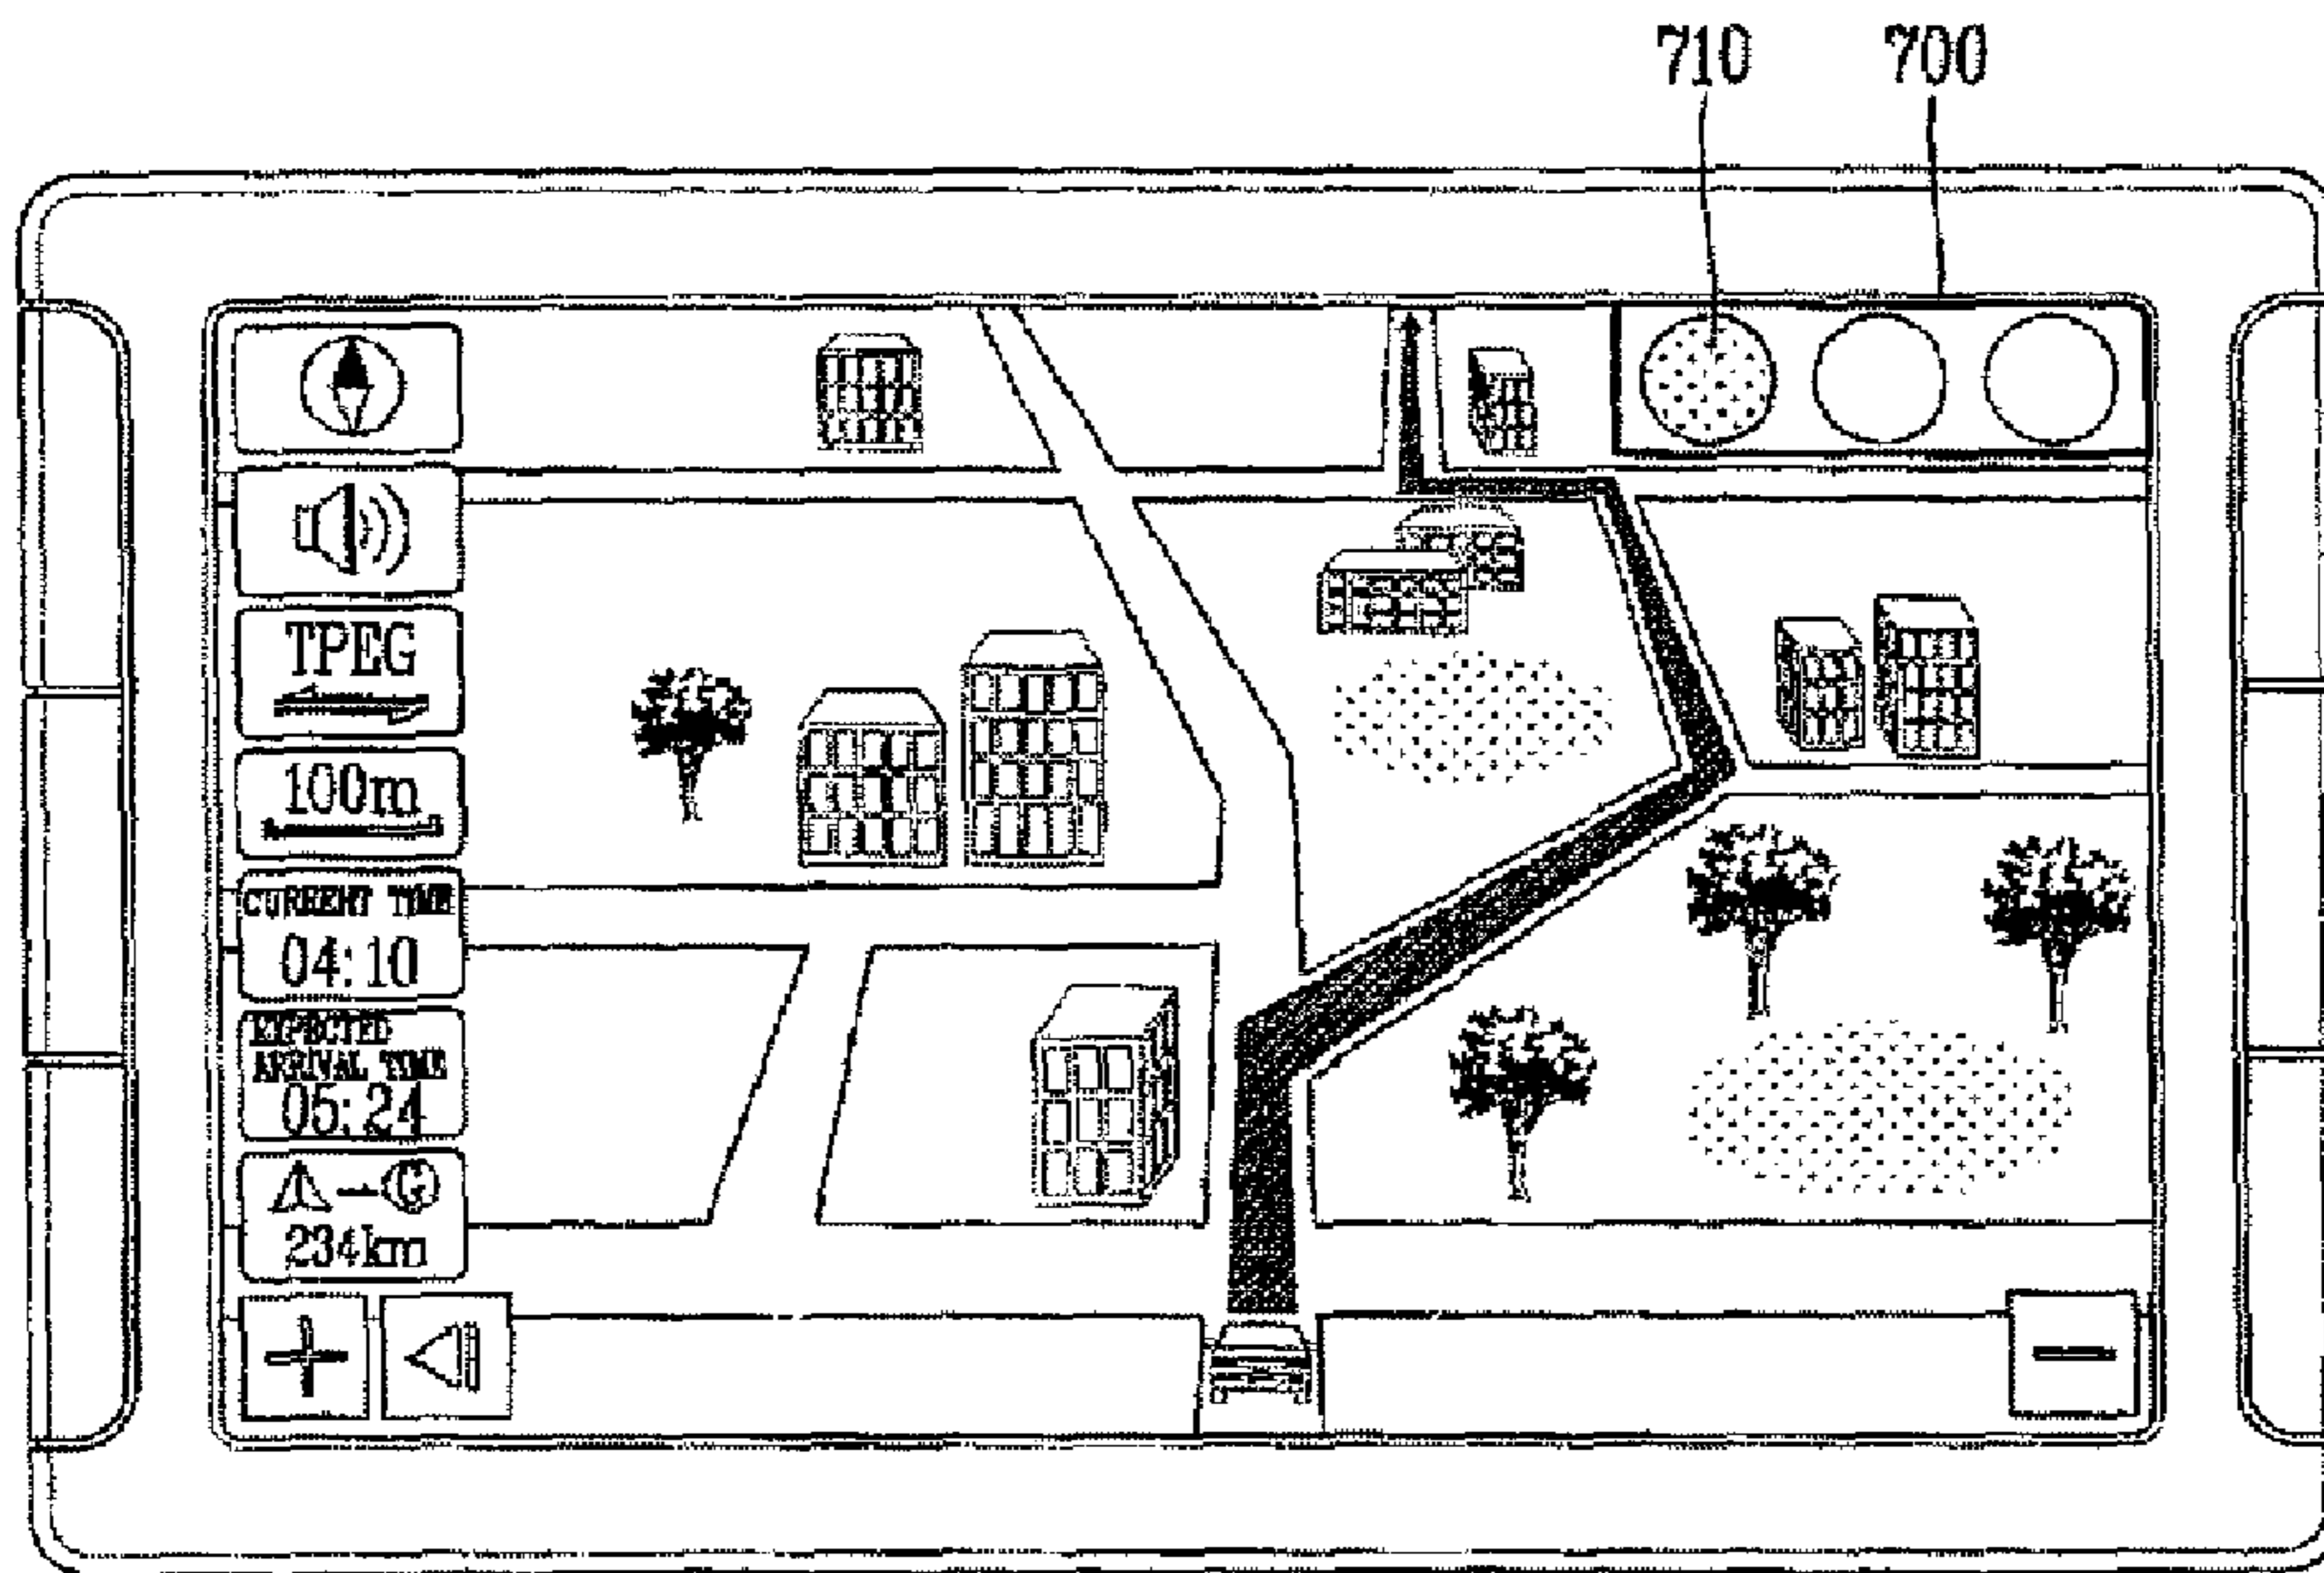 710 700
TPEG
100m
CURRENT TIME
04:10
EXPECTED
ARRIVAL TIME
05:24
G
234km